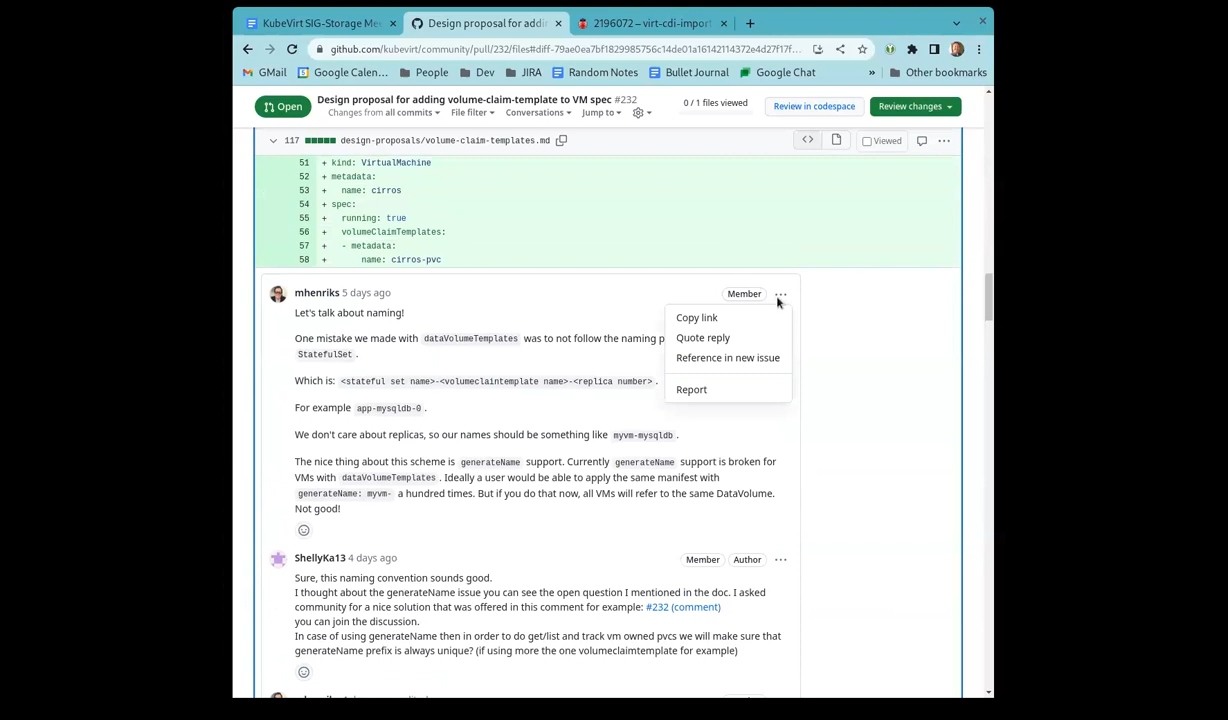 KubeVirt SIG-Storage Me
Design proposal for addi
2196072 – virt-cdi-import
github.com/kubevirt/community/pull/232/files#diff-79ae0ea7bf1829985756c14de01a16142114372e4d27f17f...
GMail
Google Calen...
People
Dev
JIRA
Random Notes
Bullet Journal
Google Chat
»
Other bookmarks
Open
Design proposal for adding volume-claim-template to VM spec #232
Changes from all commits
File filter
Conversations
Jump to
0 / 1 files viewed
Review in codespace
Review changes
117
design-proposals/volume-claim-templates.md
Viewed
51 + kind: VirtualMachine
52 + metadata:
53 + name: cirros
54 + spec:
55 + running: true
56 + volumeClaimTemplates:
57 + - metadata:
58 + name: cirros-pvc
mhenriks 5 days ago
Member
Let's talk about naming!
One mistake we made with dataVolumeTemplates was to not follow the naming p
StatefulSet.
Which is: <stateful set name>-<volumeclaimtemplate name>-<replica number>.
For example app-mysqldb-0.
We don't care about replicas, so our names should be something like myvm-mysqldb.
The nice thing about this scheme is generateName support. Currently generateName support is broken for
VMs with dataVolumeTemplates. Ideally a user would be able to apply the same manifest with
generateName: myvm- a hundred times. But if you do that now, all VMs will refer to the same DataVolume.
Not good!
Copy link
Quote reply
Reference in new issue
Report
ShellyKa13 4 days ago
Member
Author
Sure, this naming convention sounds good.
I thought about the generateName issue you can see the open question I mentioned in the doc. I asked
community for a nice solution that was offered in this comment for example: #232 (comment)
you can join the discussion.
In case of using generateName then in order to do get/list and track vm owned pvcs we will make sure that
generateName prefix is always unique? (if using more the one volumeclaimtemplate for example)